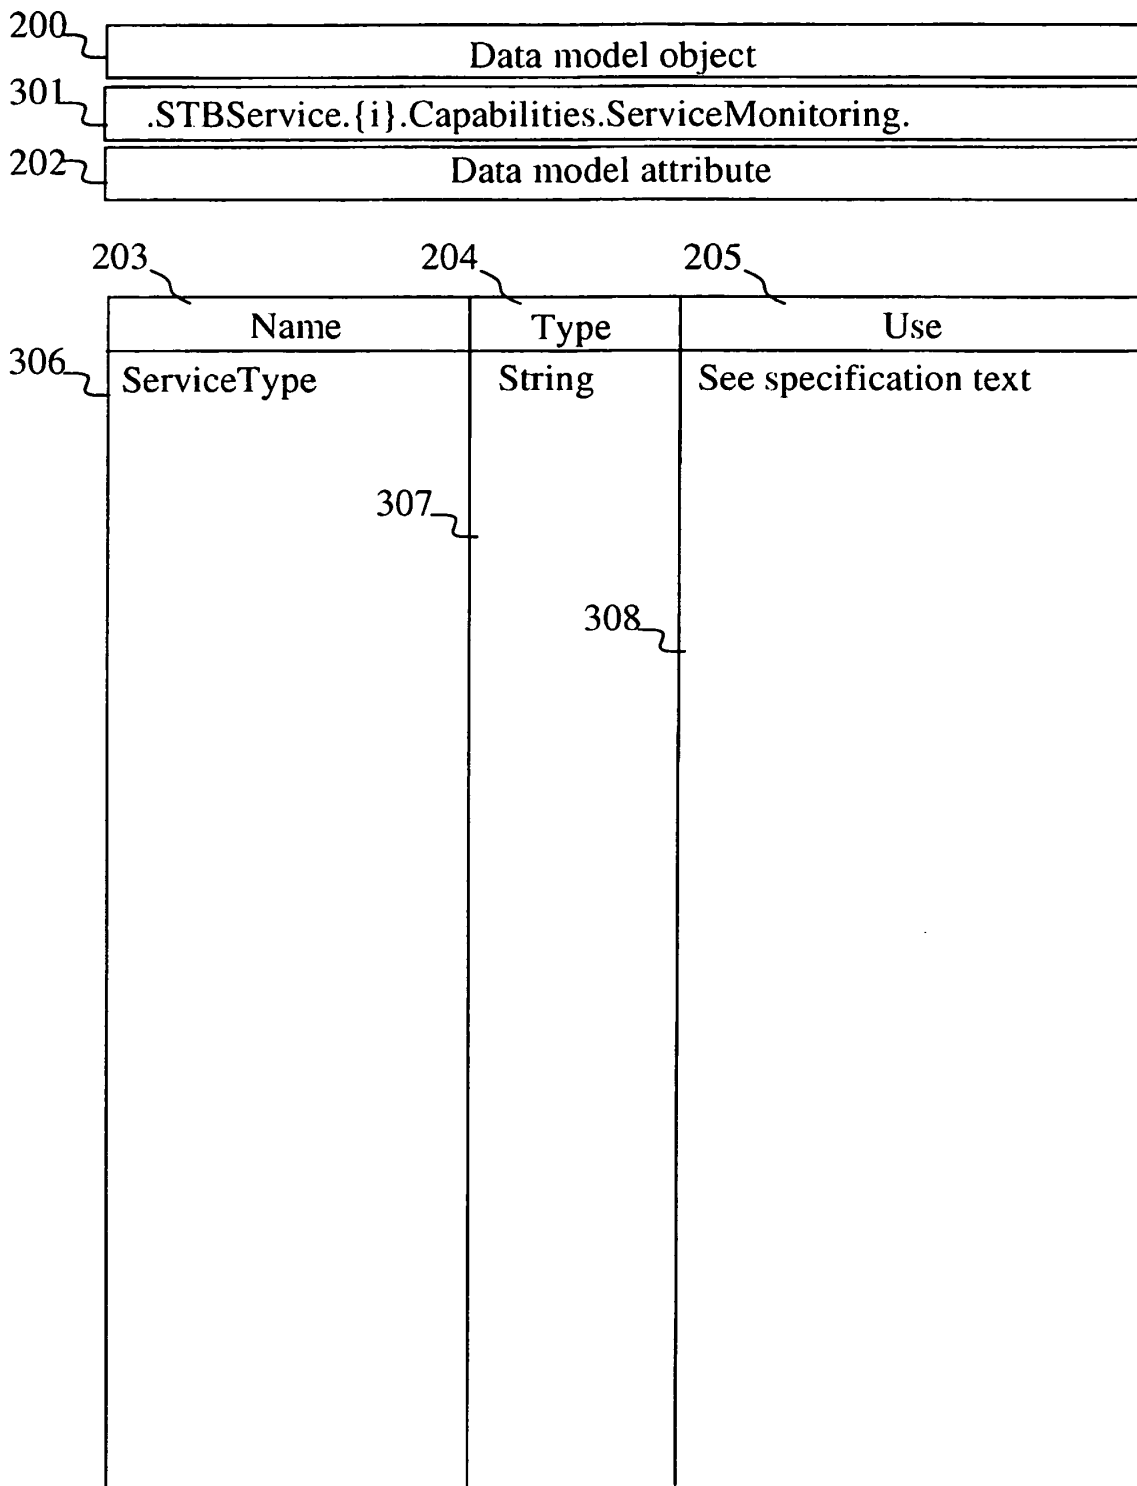 200
Data model object
301
.STBService.{i}.Capabilities.ServiceMonitoring.
202
Data model attribute
203 204 205
Name Type Use
306
ServiceType String See specification text
307
308